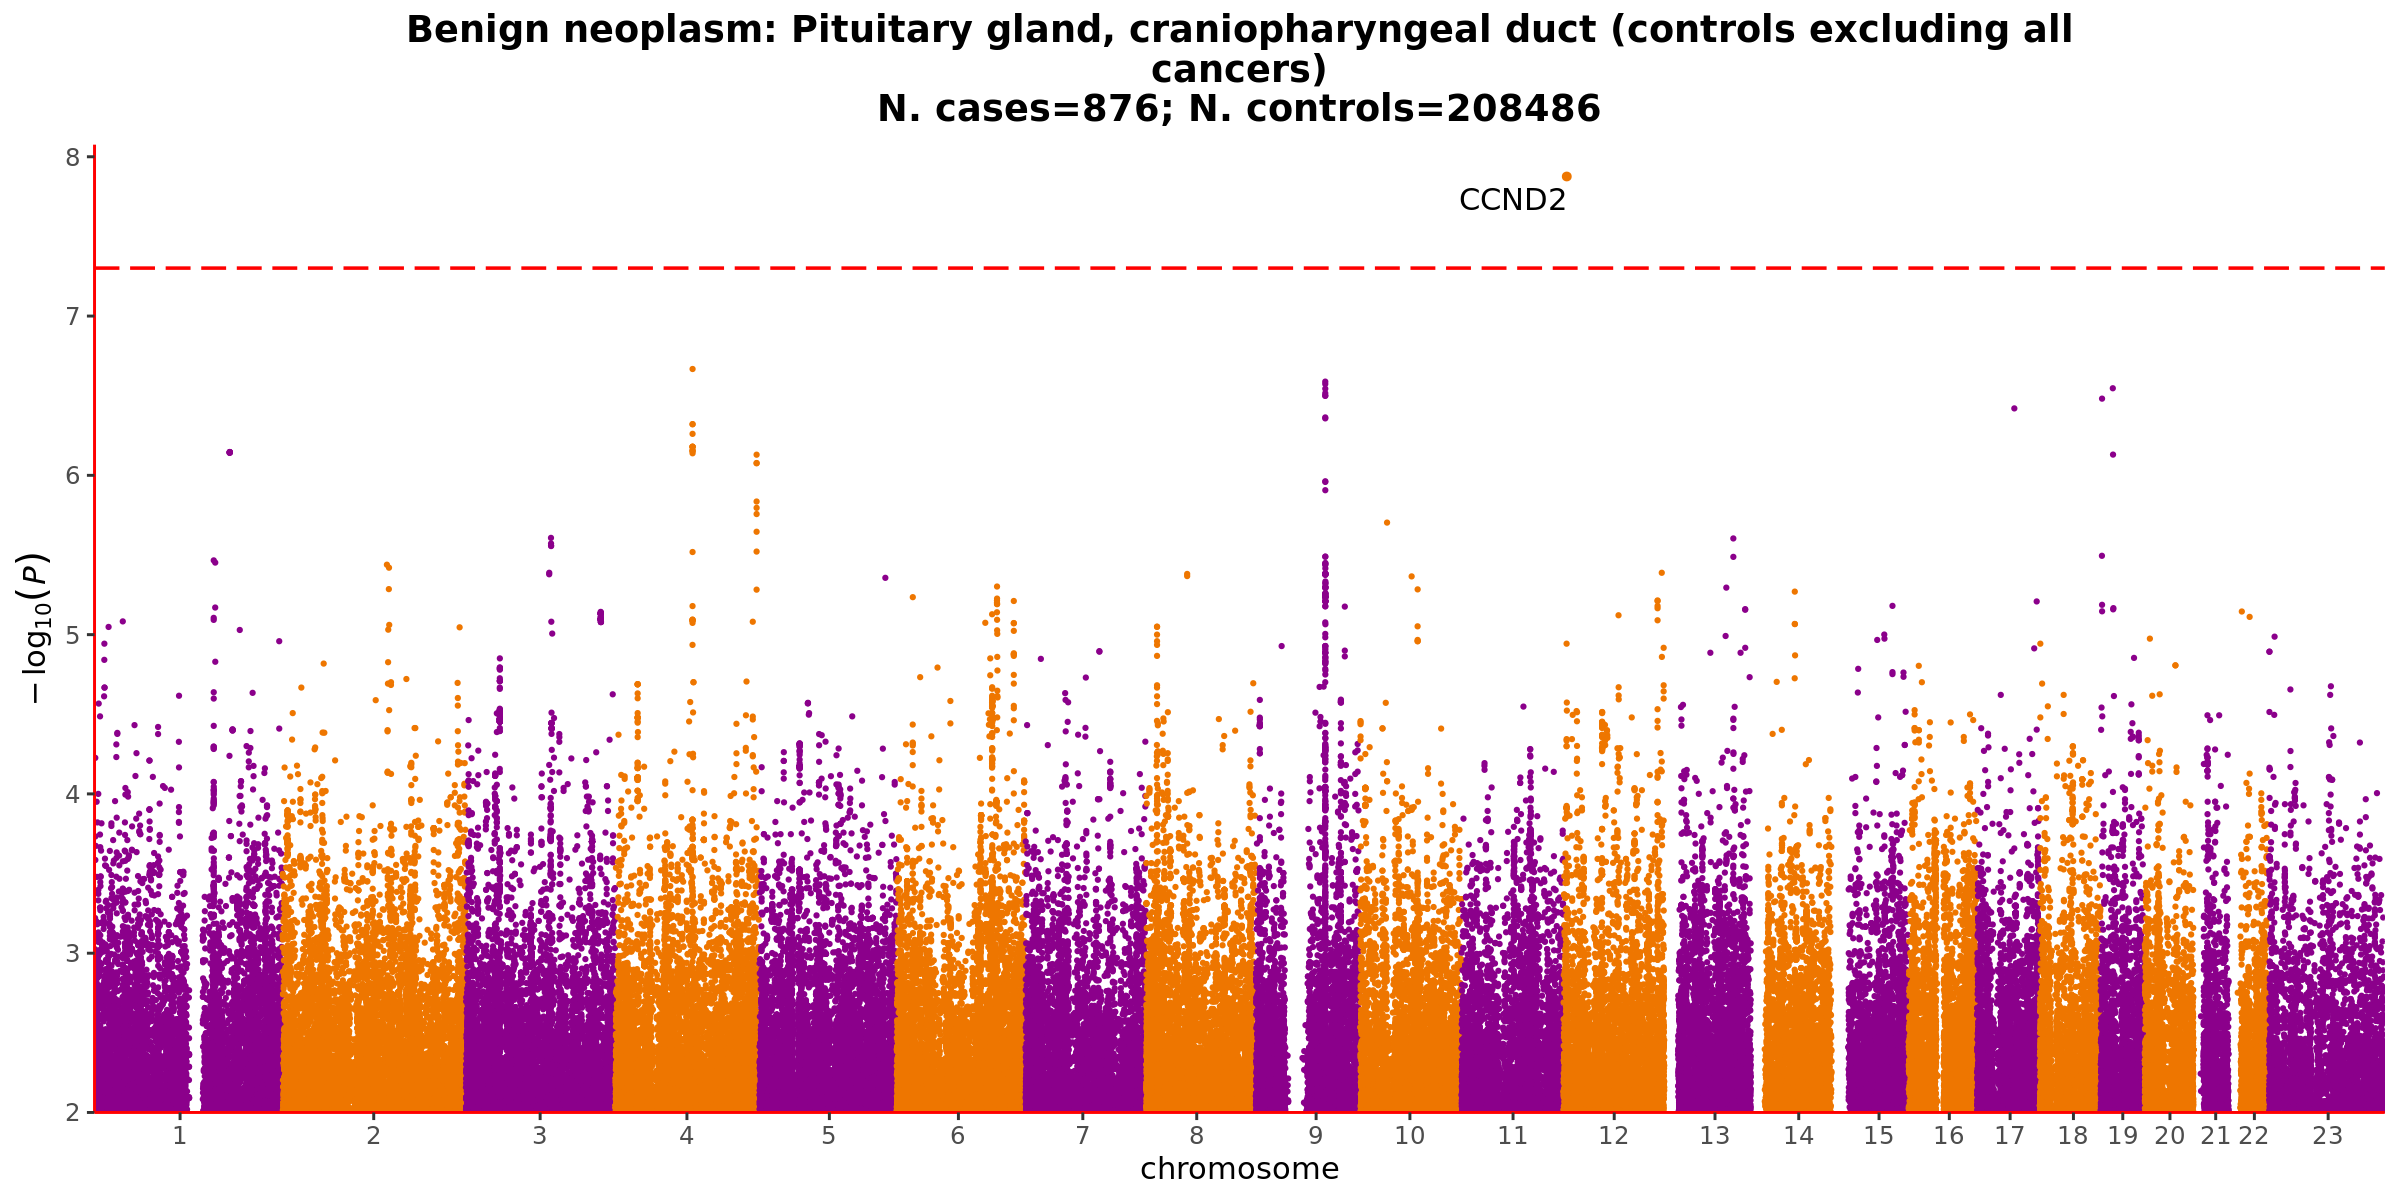 Benign neoplasm: Pituitary gland, craniopharyngeal duct (controls excluding all
cancers)
N. cases=876; N. controls=208486
8
CCND2
7
6
5
4
3
2
−log10(P)
1 2 3 4 5 6 7 8 9 10 11 12 13 14 15 16 17 18 19 20 21 22 23
chromosome